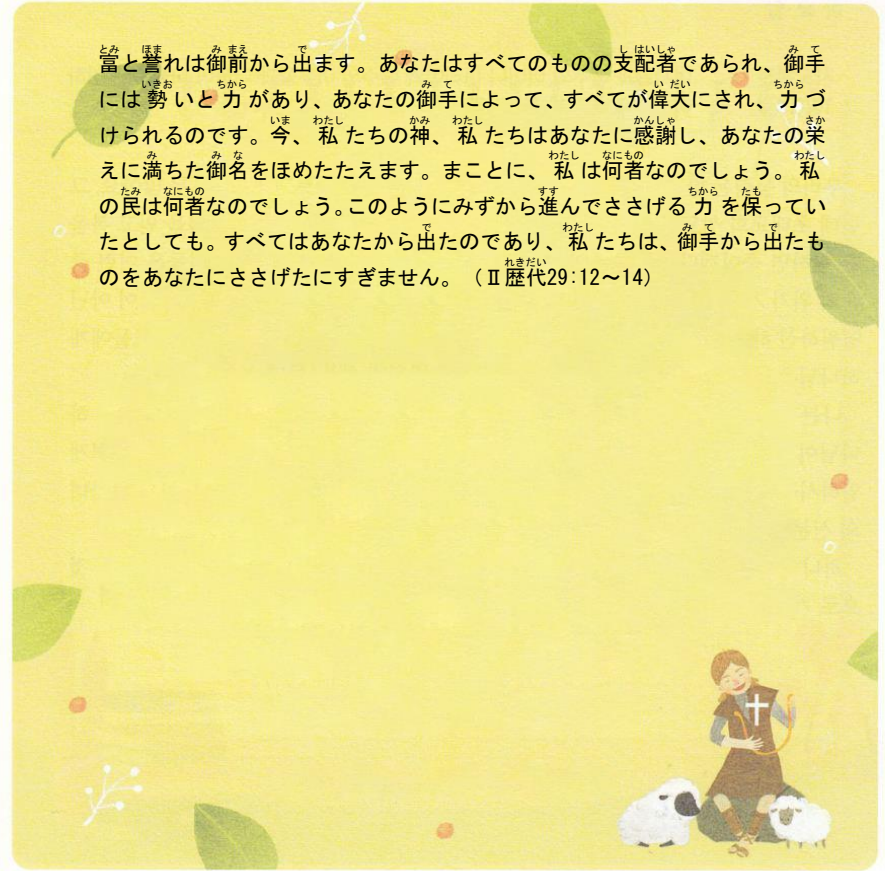 富と誉れは御前から出ます。あなたはすべてのものの支配者であられ、御手
には勢いと力があり、あなたの御手によって、すべてが偉大にされ、力づ
けられるのです。今、私たちの神、私たちはあなたに感謝し、あなたの栄
えに満ちた御名をほめたたえます。まことに、私は何者なのでしょう。私
の民は何者なのでしょう。このようにみずから進んでささげる力を保ってい
たとしても。すべてはあなたから出たのであり、私たちは、御手から出たも
のをあなたにささげたにすぎません。（Ⅱ歴代29:12～14）